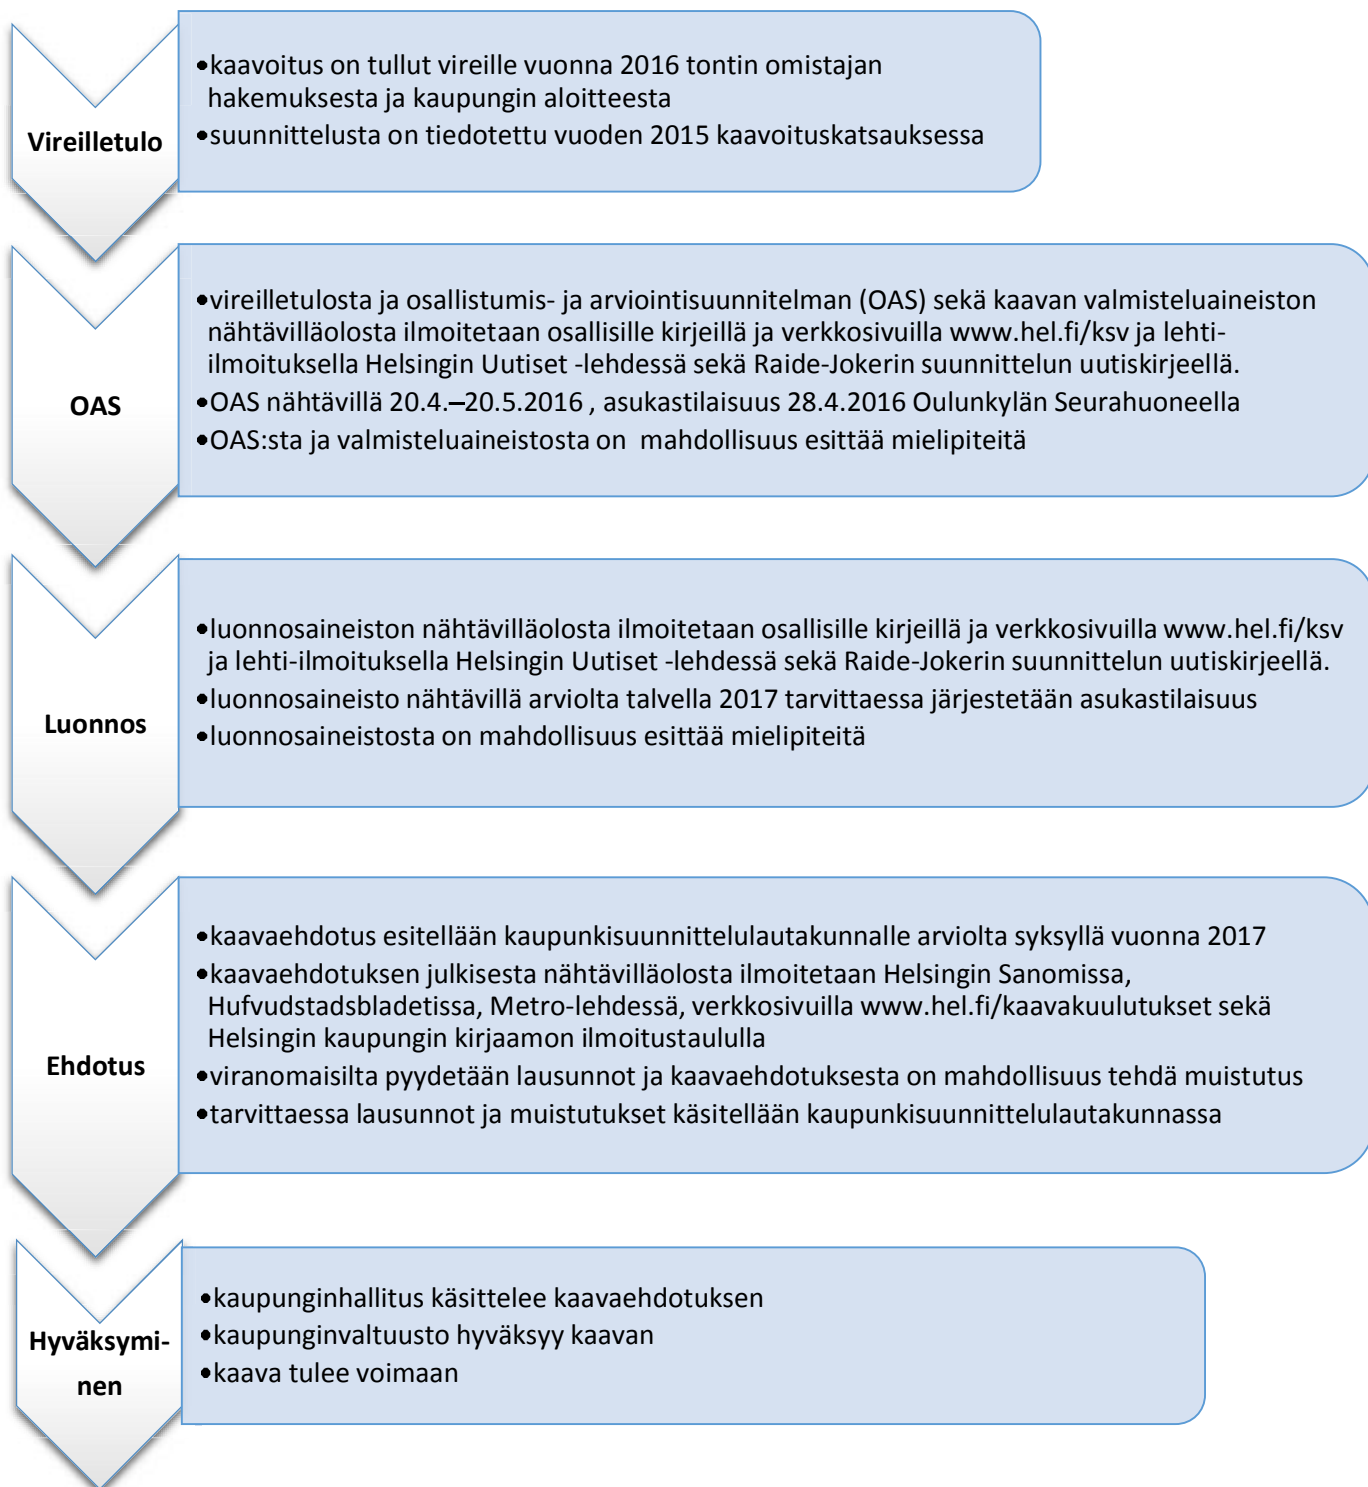 Vireilletulo
•kaavoitus on tullut vireille vuonna 2016 tontin omistajan
hakemuksesta ja kaupungin aloitteesta
•suunnittelusta on tiedotettu vuoden 2015 kaavoituskatsauksessa
OAS
•vireilletulosta ja osallistumis- ja arviointisuunnitelman (OAS) sekä kaavan valmisteluaineiston
nähtävilläolosta ilmoitetaan osallisille kirjeillä ja verkkosivuilla www.hel.fi/ksv ja lehti-
ilmoituksella Helsingin Uutiset -lehdessä sekä Raide-Jokerin suunnittelun uutiskirjeellä.
•OAS nähtävillä 20.4.–20.5.2016 , asukastilaisuus 28.4.2016 Oulunkylän Seurahuoneella
•OAS:sta ja valmisteluaineistosta on mahdollisuus esittää mielipiteitä
Luonnos
•luonnosaineiston nähtävilläolosta ilmoitetaan osallisille kirjeillä ja verkkosivuilla www.hel.fi/ksv
ja lehti-ilmoituksella Helsingin Uutiset -lehdessä sekä Raide-Jokerin suunnittelun uutiskirjeellä.
•luonnosaineisto nähtävillä arviolta talvella 2017 tarvittaessa järjestetään asukastilaisuus
•luonnosaineistosta on mahdollisuus esittää mielipiteitä
Ehdotus
•kaavaehdotus esitellään kaupunkisuunnittelulautakunnalle arviolta syksyllä vuonna 2017
•kaavaehdotuksen julkisesta nähtävilläolosta ilmoitetaan Helsingin Sanomissa,
Hufvudstadsbladetissa, Metro-lehdessä, verkkosivuilla www.hel.fi/kaavakuulutukset sekä
Helsingin kaupungin kirjaamon ilmoitustaululla
•viranomaisilta pyydetään lausunnot ja kaavaehdotuksesta on mahdollisuus tehdä muistutus
•tarvittaessa lausunnot ja muistutukset käsitellään kaupunkisuunnittelulautakunnassa
Hyväksymi-
nen
•kaupunginhallitus käsittelee kaavaehdotuksen
•kaupunginvaltuusto hyväksyy kaavan
•kaava tulee voimaan